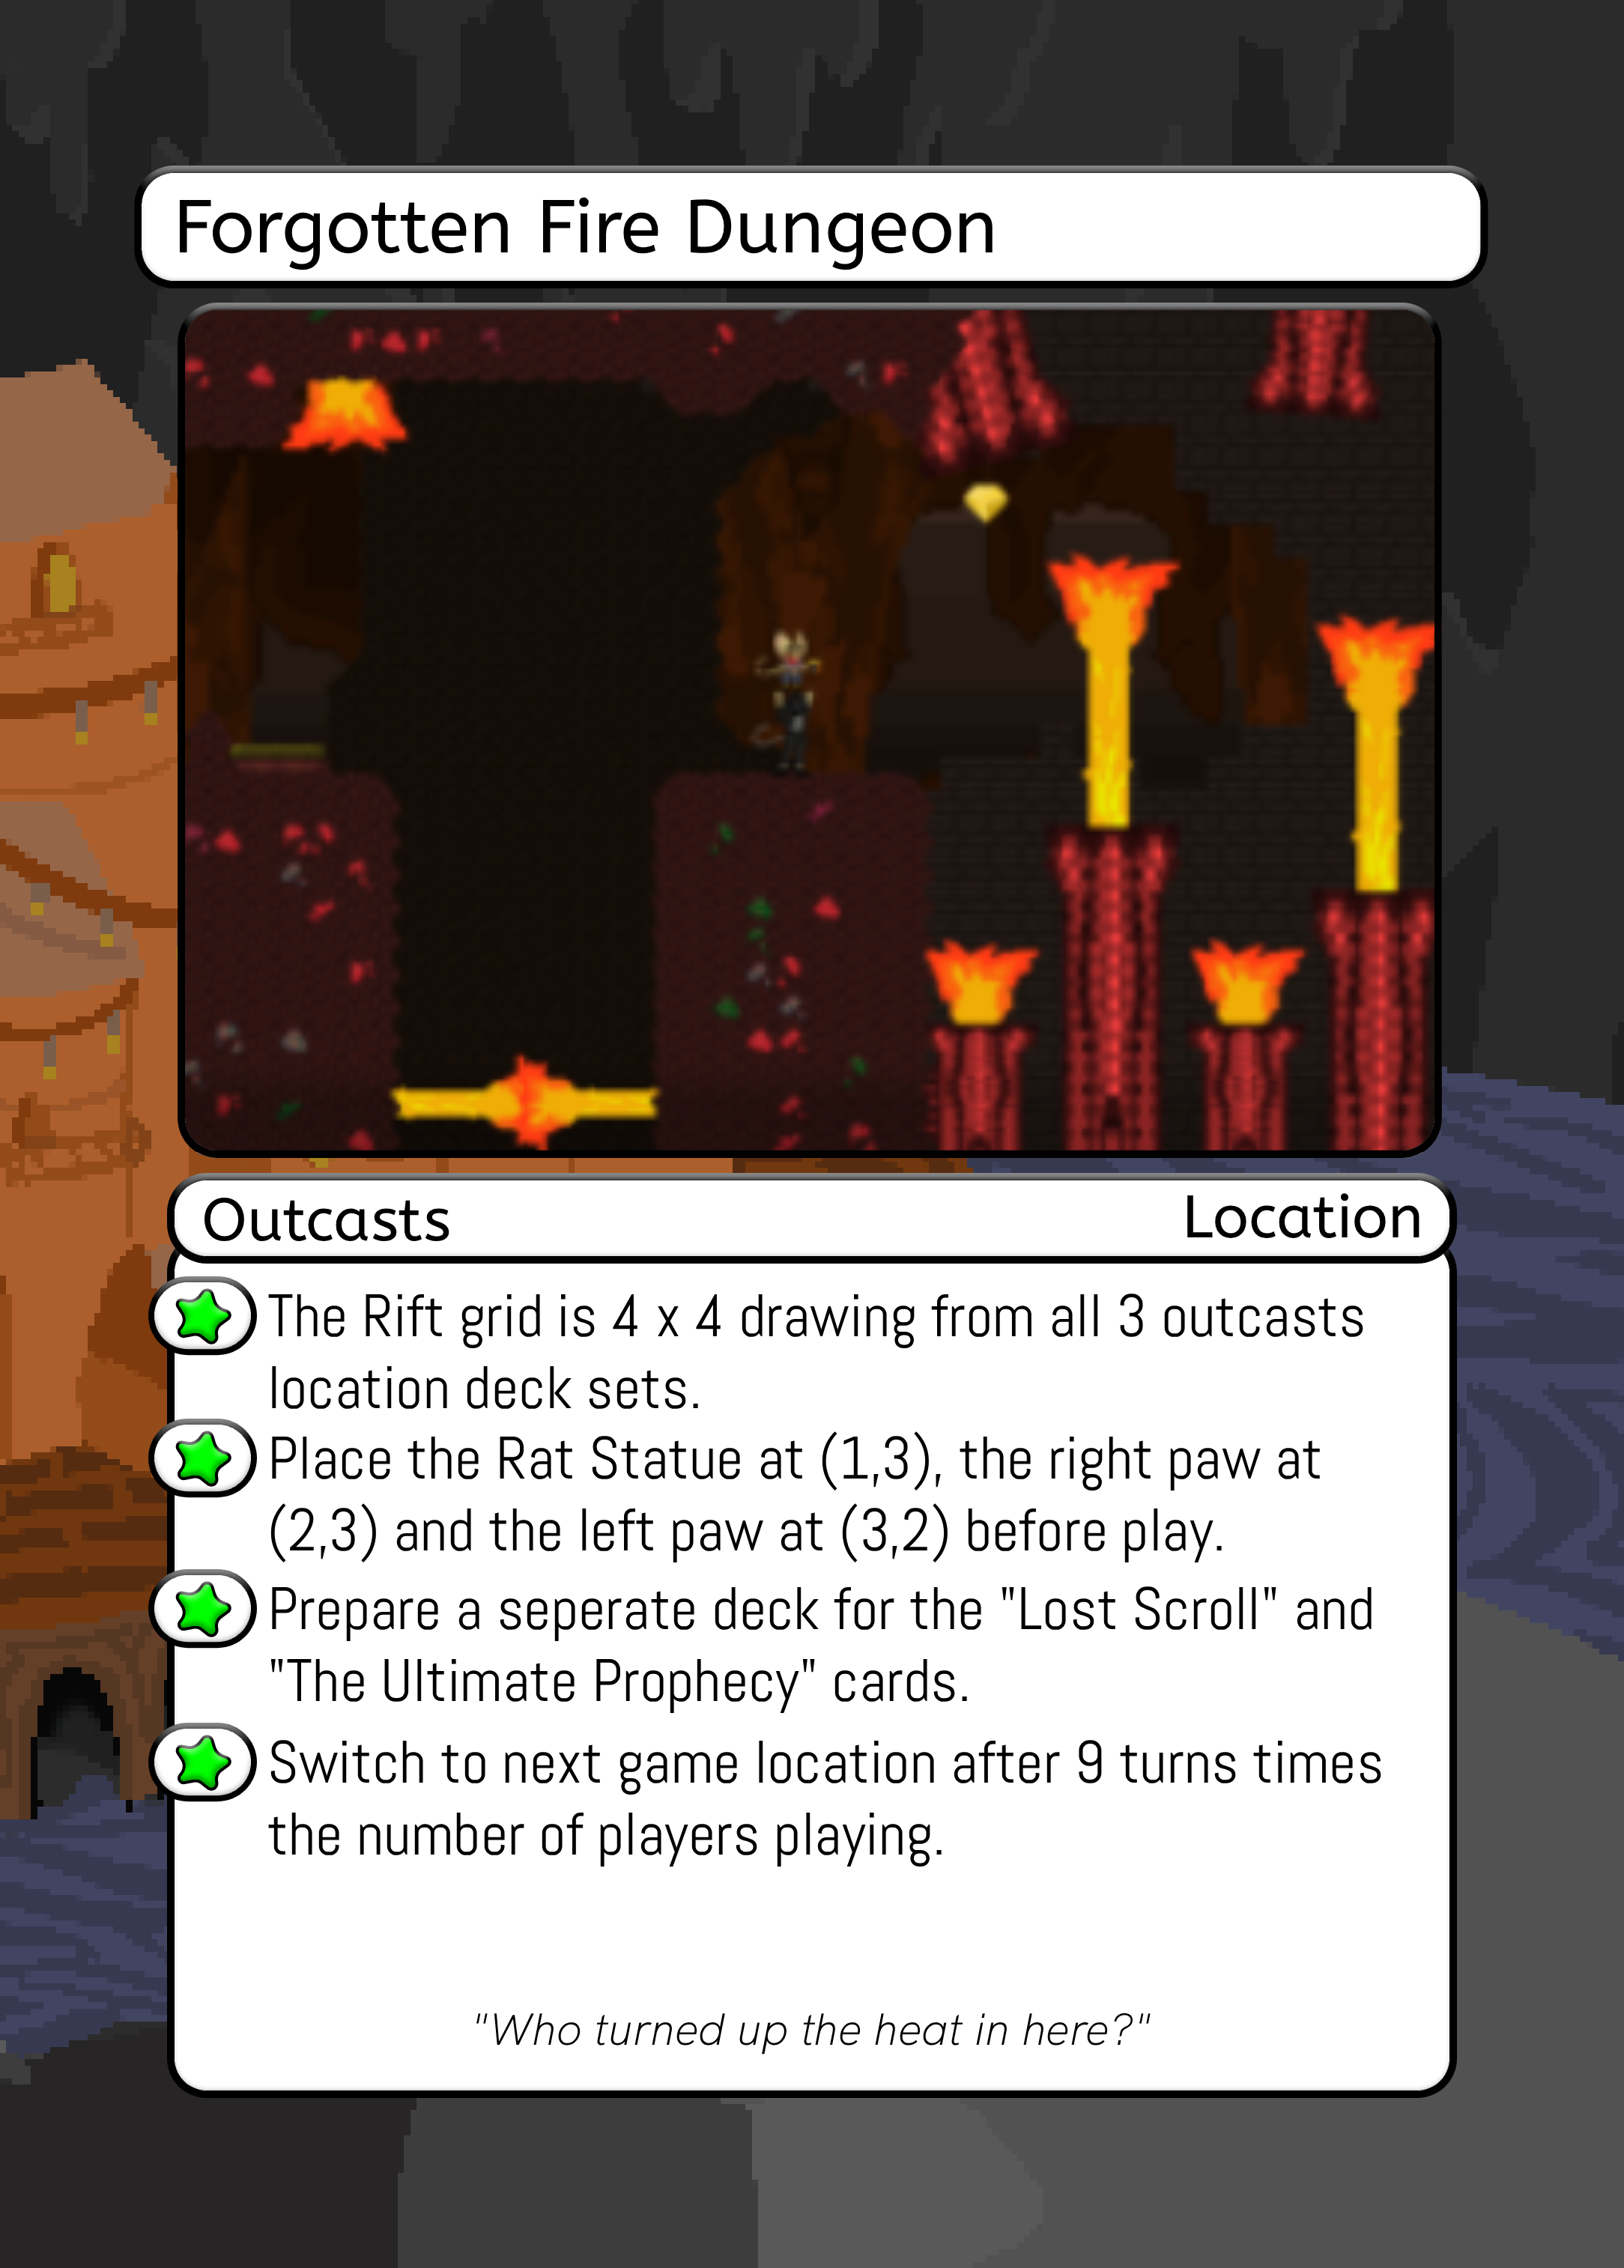 Forgotten Fire Dungeon
Outcasts
Location
The Rift grid is 4 x 4 drawing from all 3 outcasts
location deck sets.
Place the Rat Statue at (1,3), the right paw at
(2,3) and the left paw at (3,2) before play.
Prepare a seperate deck for the "Lost Scroll" and
"The Ultimate Prophecy" cards.
Switch to next game location after 9 turns times
the number of players playing.
"Who turned up the heat in here?"